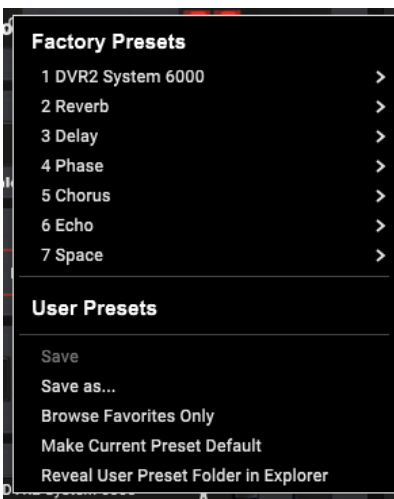 Factory Presets
1 DVR2 System 6000
2 Reverb
3 Delay
4 Phase
5 Chorus
6 Echo
7 Space
User Presets
Save
Save as...
Browse Favorites Only
Make Current Preset Default
Reveal User Preset Folder in Explorer